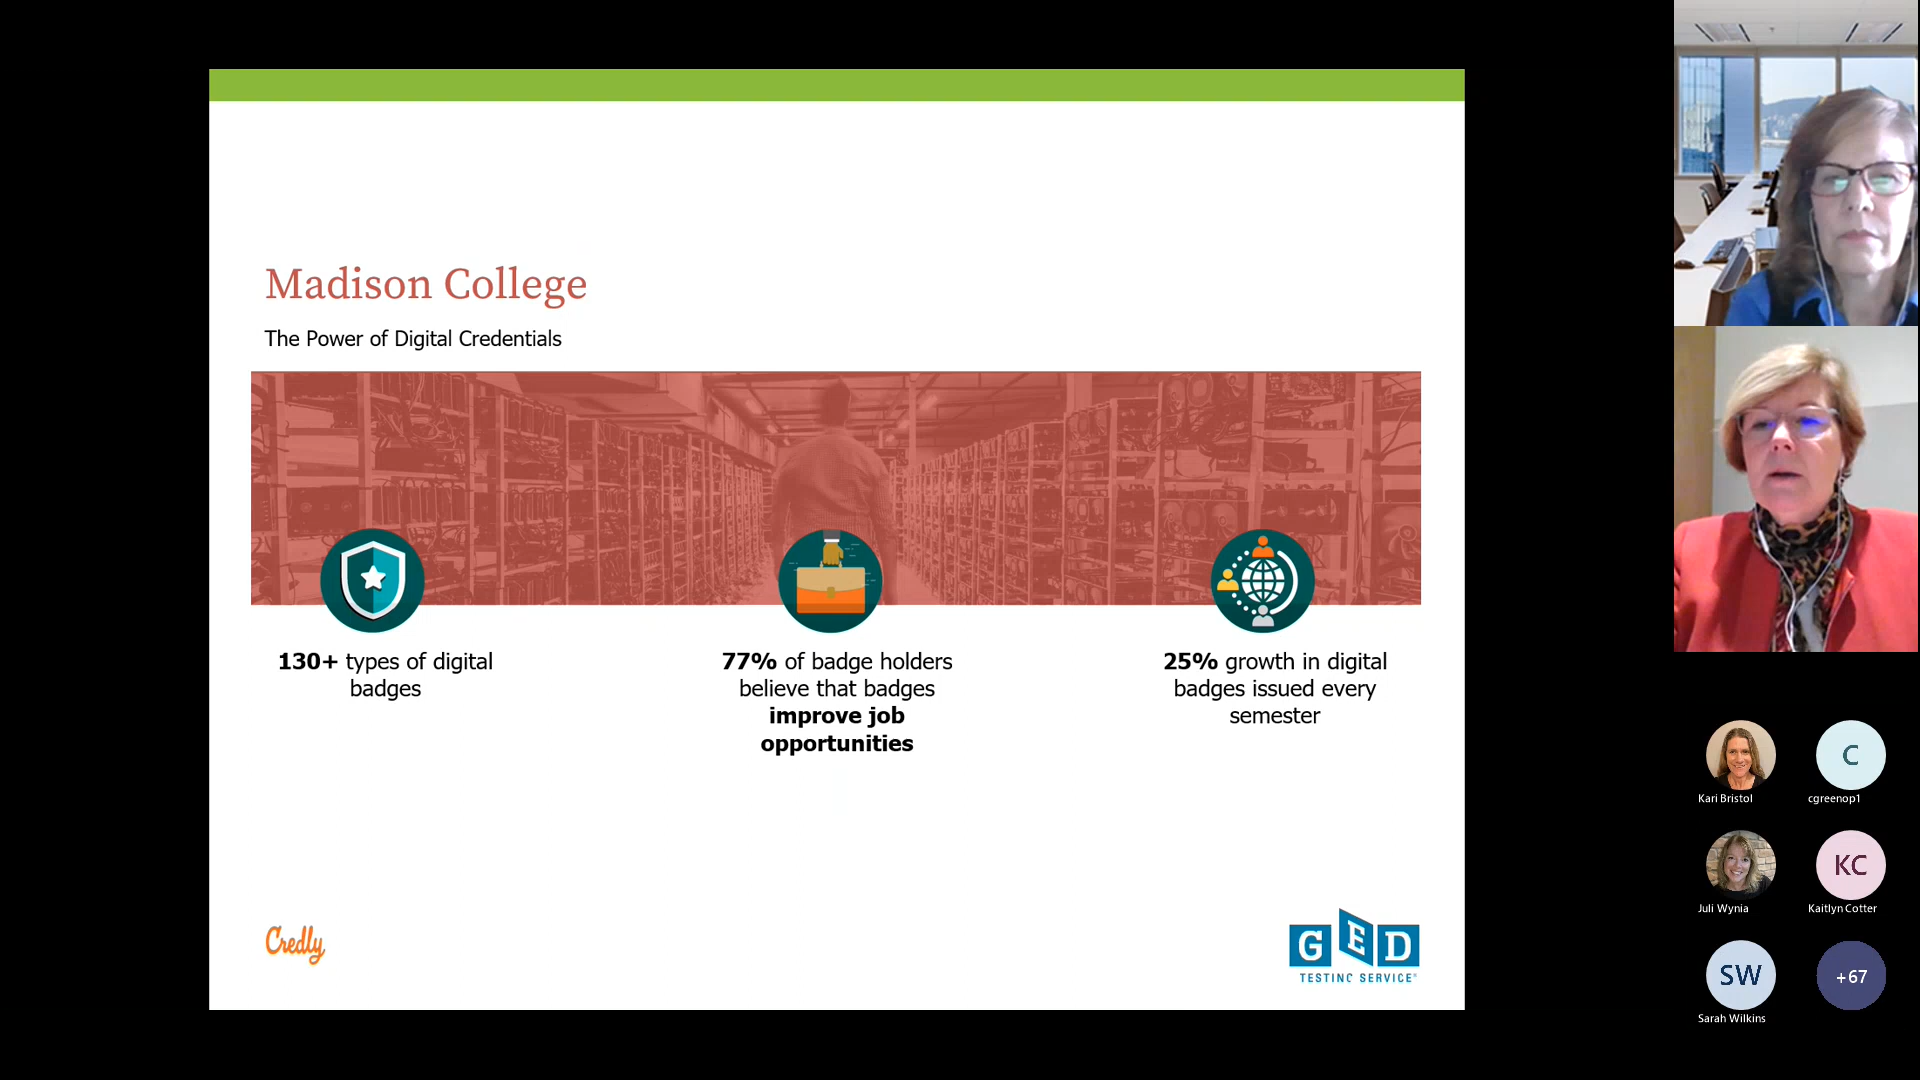 Madison College
The Power of Digital Credentials
130+ types of digital
badges
77% of badge holders
believe that badges
improve job
opportunities
25% growth in digital
badges issued every
semester
Credly
GED
TESTING SERVICE®
C
Kari Bristol
cgreenop1
KC
Juli Wynia
Kaitlyn Cotter
SW
+67
Sarah Wilkins